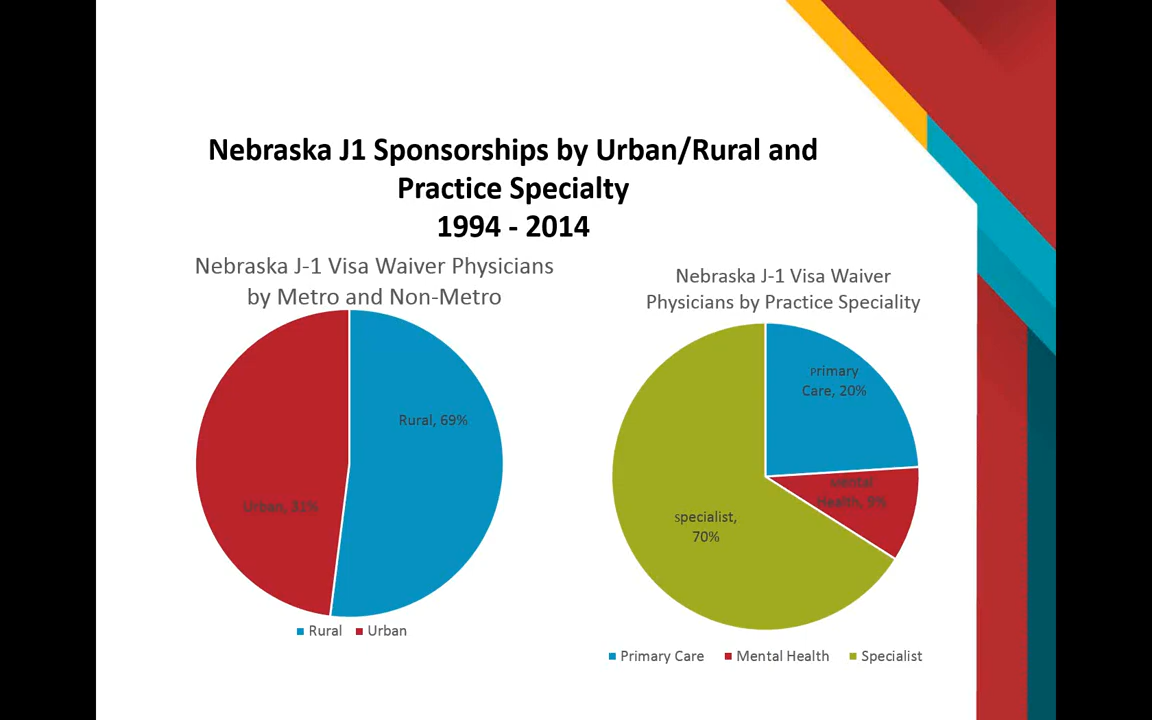 Nebraska J1 Sponsorships by Urban/Rural and
Practice Specialty
1994 - 2014
Nebraska J-1 Visa Waiver Physicians
by Metro and Non-Metro
Rural, 69%
Urban, 31%
Rural Urban
Nebraska J-1 Visa Waiver
Physicians by Practice Speciality
Primary
Care, 20%
Mental
Health, 9%
Specialist,
70%
Primary Care Mental Health Specialist